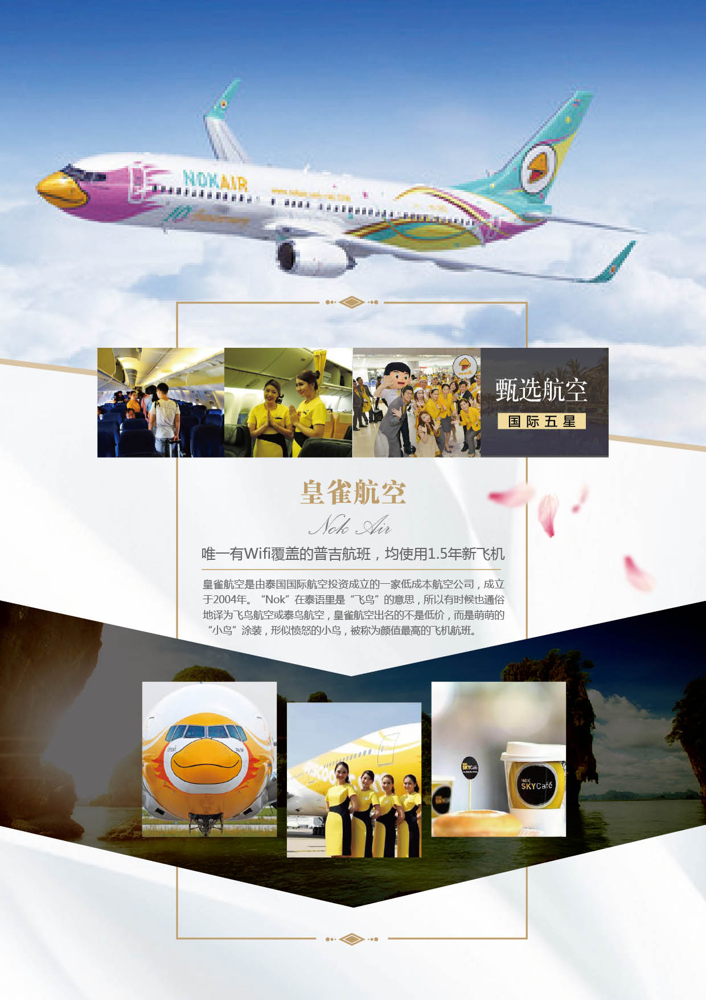 NOKAIR
甄选航空
国际五星
皇雀航空
Nok Air
唯一有Wifi覆盖的普吉航班，均使用1.5年新飞机
皇雀航空是由泰国国际航空投资成立的一家低成本航空公司，成立
于2004年。“Nok”在泰语里是“飞鸟”的意思，所以有时候也通俗
地译为飞鸟航空或泰鸟航空，皇雀航空出名的不是低价，而是萌萌的
“小鸟”涂装，形似愤怒的小鸟，被称为颜值最高的飞机航班。
NOK
SKYCafé
NOK
SKYCafé